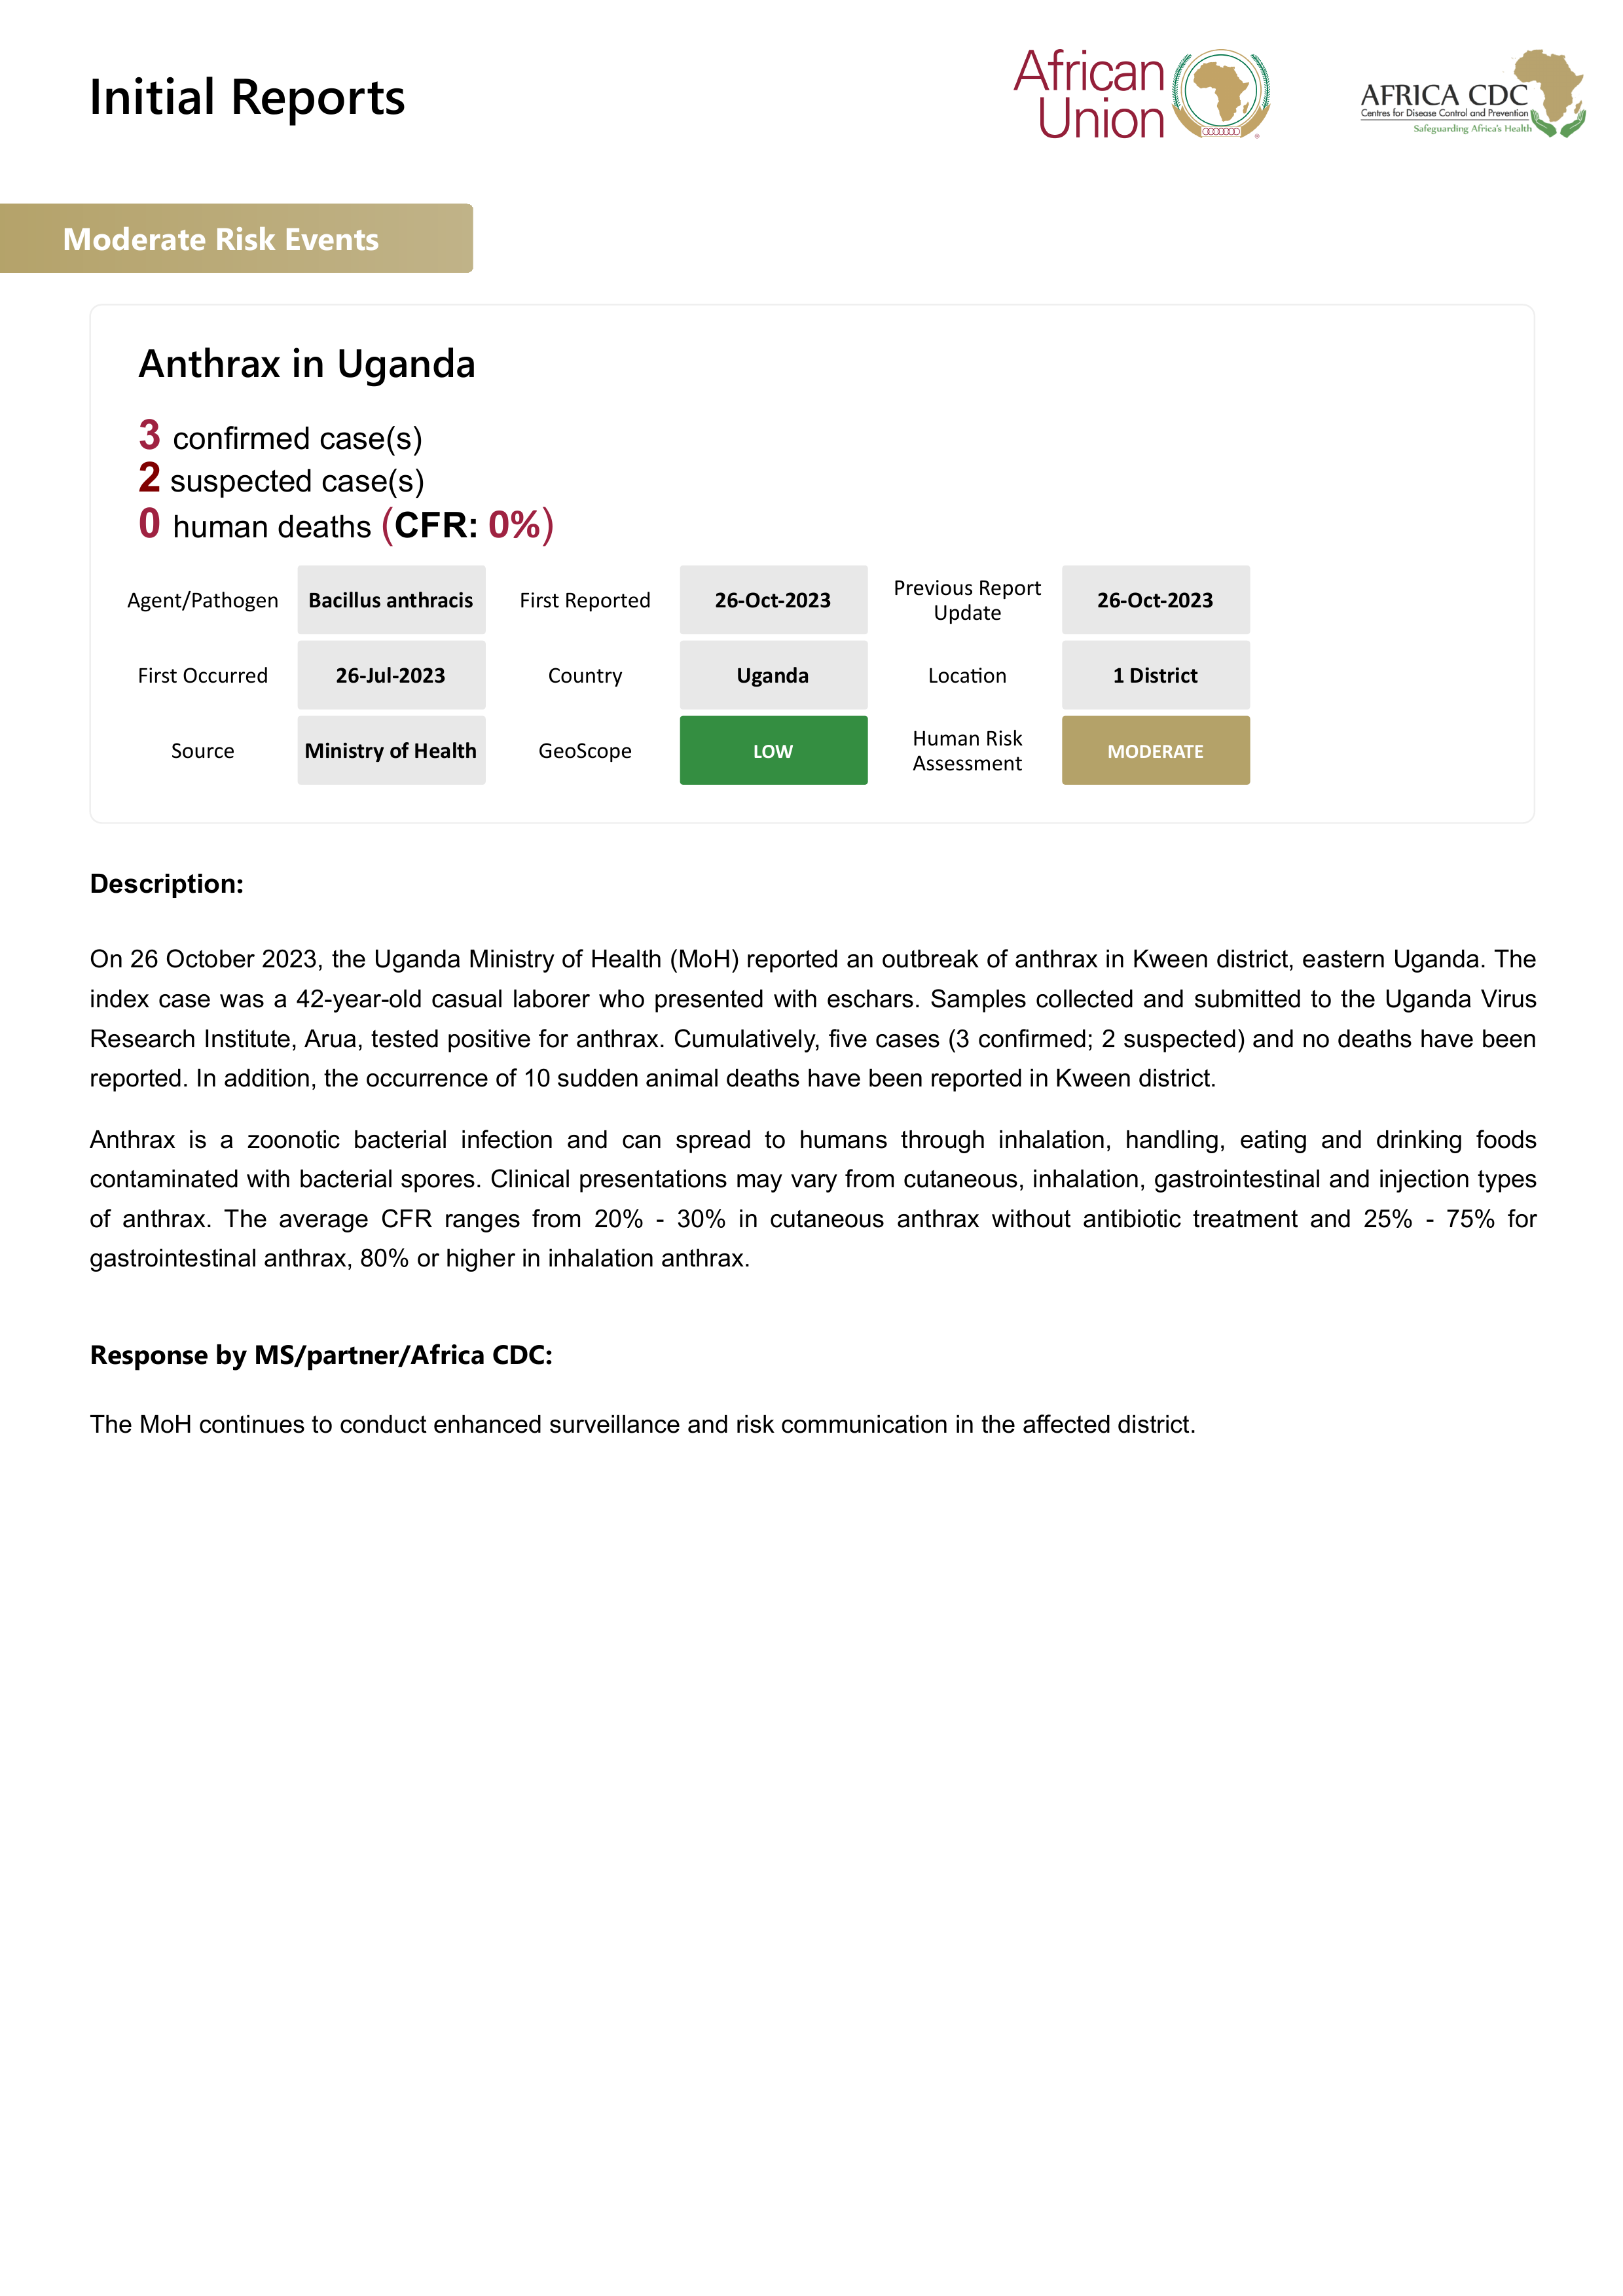 Initial Reports
African
Union
AFRICA CDC
Centres for Disease Control and Prevention
Safeguarding Africa's Health
Moderate Risk Events
Anthrax in Uganda
3 confirmed case(s)
2 suspected case(s)
0 human deaths (CFR: 0%)
Agent/Pathogen Bacillus anthracis First Reported 26-Oct-2023 Previous Report Update 26-Oct-2023
First Occurred 26-Jul-2023 Country Uganda Location 1 District
Source Ministry of Health GeoScope LOW Human Risk Assessment MODERATE
Description:
On 26 October 2023, the Uganda Ministry of Health (MoH) reported an outbreak of anthrax in Kween district, eastern Uganda. The
index case was a 42-year-old casual laborer who presented with eschars. Samples collected and submitted to the Uganda Virus
Research Institute, Arua, tested positive for anthrax. Cumulatively, five cases (3 confirmed; 2 suspected) and no deaths have been
reported. In addition, the occurrence of 10 sudden animal deaths have been reported in Kween district.
Anthrax is a zoonotic bacterial infection and can spread to humans through inhalation, handling, eating and drinking foods
contaminated with bacterial spores. Clinical presentations may vary from cutaneous, inhalation, gastrointestinal and injection types
of anthrax. The average CFR ranges from 20% - 30% in cutaneous anthrax without antibiotic treatment and 25% - 75% for
gastrointestinal anthrax, 80% or higher in inhalation anthrax.
Response by MS/partner/Africa CDC:
The MoH continues to conduct enhanced surveillance and risk communication in the affected district.